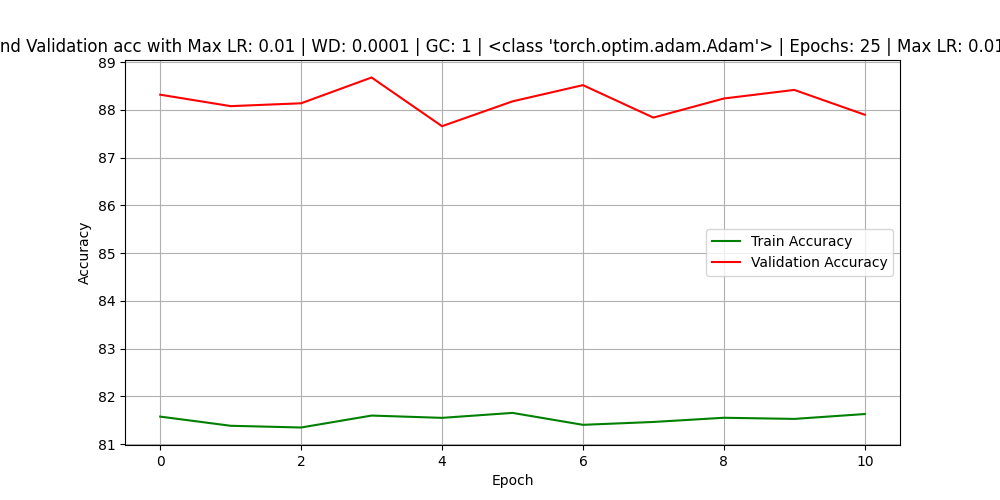 nd Validation acc with Max LR: 0.01 | WD: 0.0001 | GC: 1 | <class 'torch.optim.adam.Adam'> | Epochs: 25 | Max LR: 0.01
89
88
87
86
85
84
83
82
81
Accuracy
Train Accuracy
Validation Accuracy
0 2 4 6 8 10
Epoch